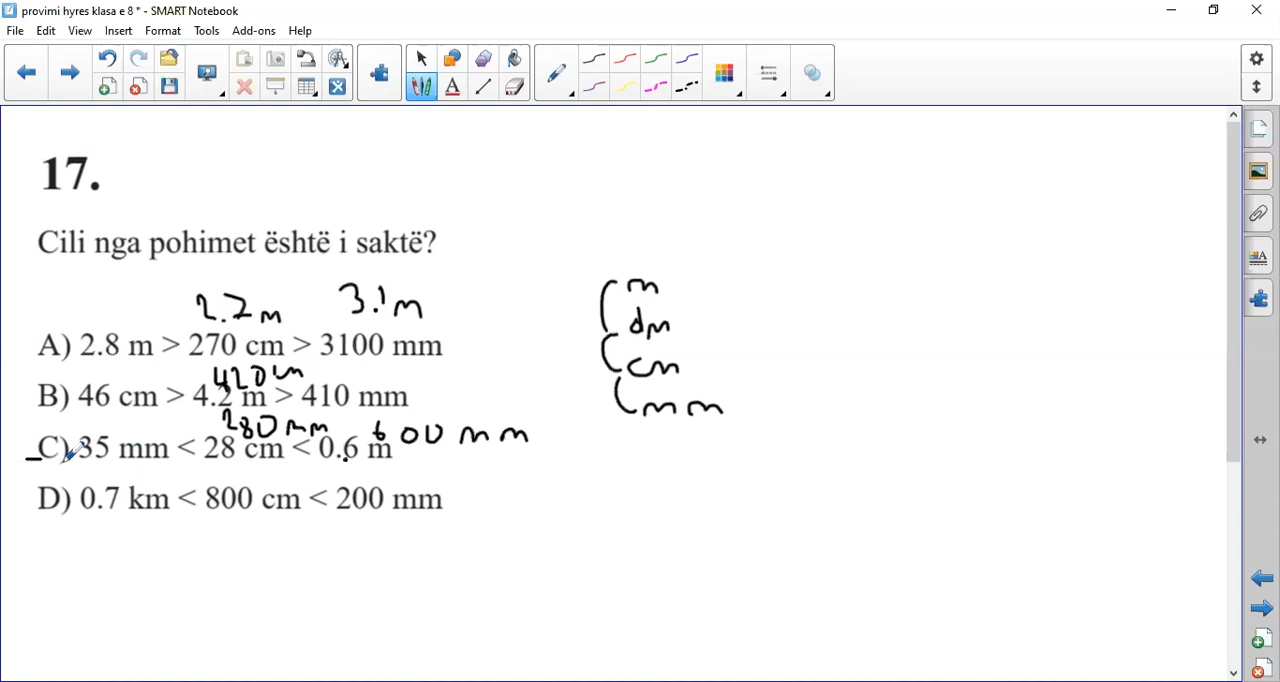 provimi hyres klasa e 8 * - SMART Notebook
File Edit View Insert Format Tools Add-ons Help
17.
Cili nga pohimet është i saktë?
2.2 m 3.1 m
A) 2.8 m > 270 cm > 3100 mm
420 cm
B) 46 cm > 4.2 m > 410 mm
280 mm 600 mm
C) 35 mm < 28 cm < 0.6 m
D) 0.7 km < 800 cm < 200 mm
m
dm
cm
mm